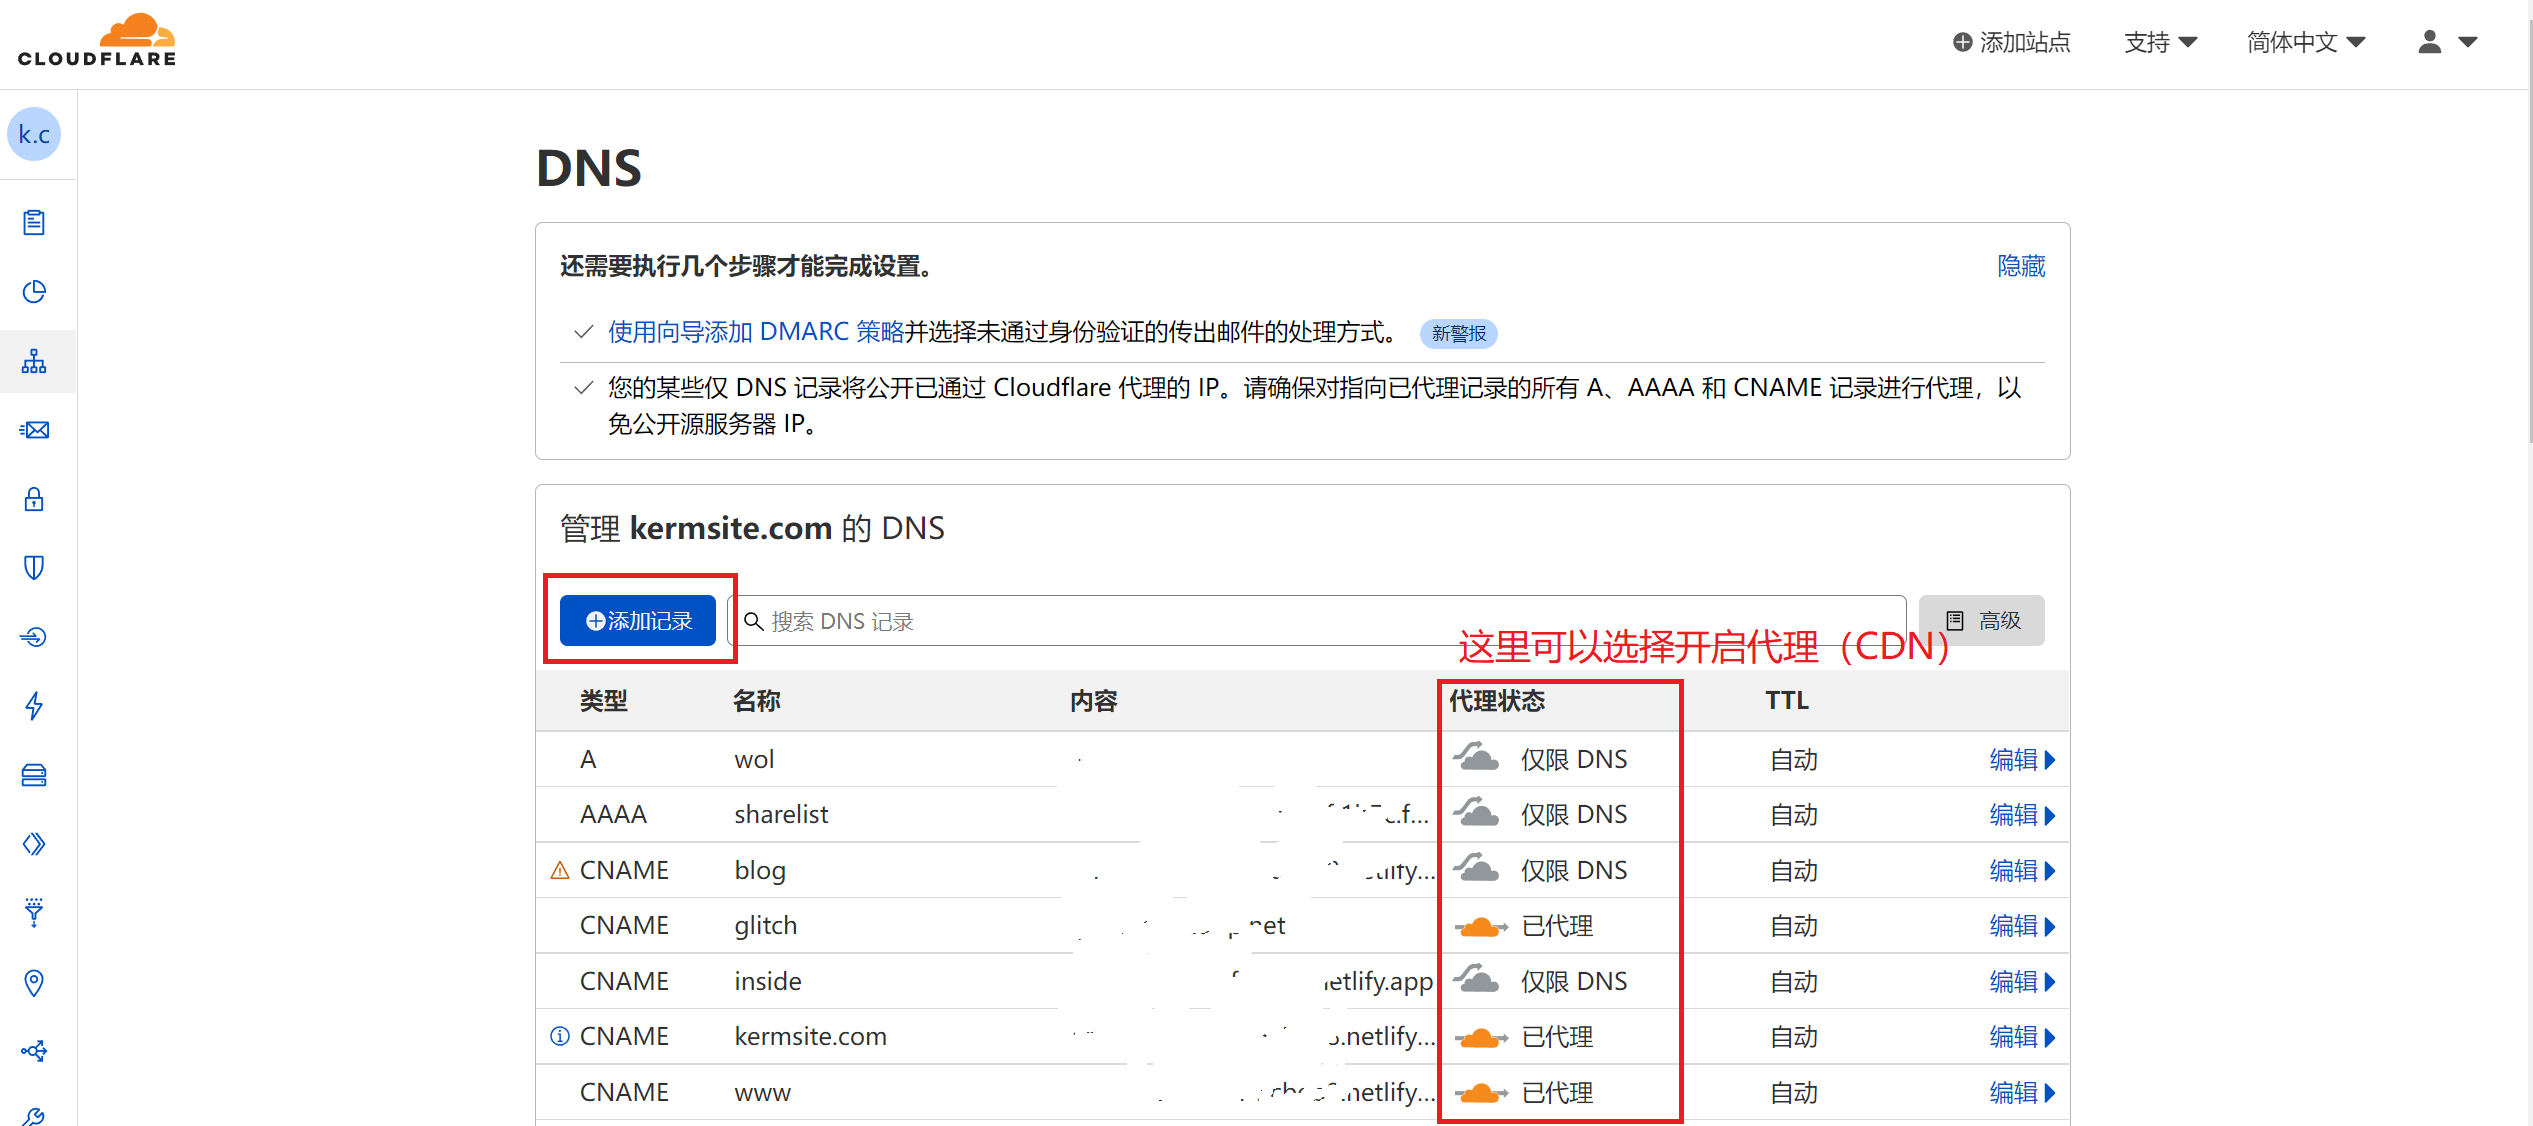 CLOUDFLARE
添加站点
支持
简体中文
k.c
DNS
还需要执行几个步骤才能完成设置。
隐藏
使用向导添加 DMARC 策略并选择未通过身份验证的传出邮件的处理方式。 新警报
您的某些仅 DNS 记录将公开已通过 Cloudflare 代理的 IP。请确保对指向已代理记录的所有 A、AAAA 和 CNAME 记录进行代理，以
免公开源服务器 IP。
管理 kermsite.com 的 DNS
添加记录
搜索 DNS 记录
高级
这里可以选择开启代理（CDN）
类型 名称 内容 代理状态 TTL
A wol 仅限 DNS 自动 编辑
AAAA sharelist 仅限 DNS 自动 编辑
CNAME blog 仅限 DNS 自动 编辑
CNAME glitch net 已代理 自动 编辑
CNAME inside netlify.app 仅限 DNS 自动 编辑
CNAME kermsite.com .netlify... 已代理 自动 编辑
CNAME www .netlify... 已代理 自动 编辑